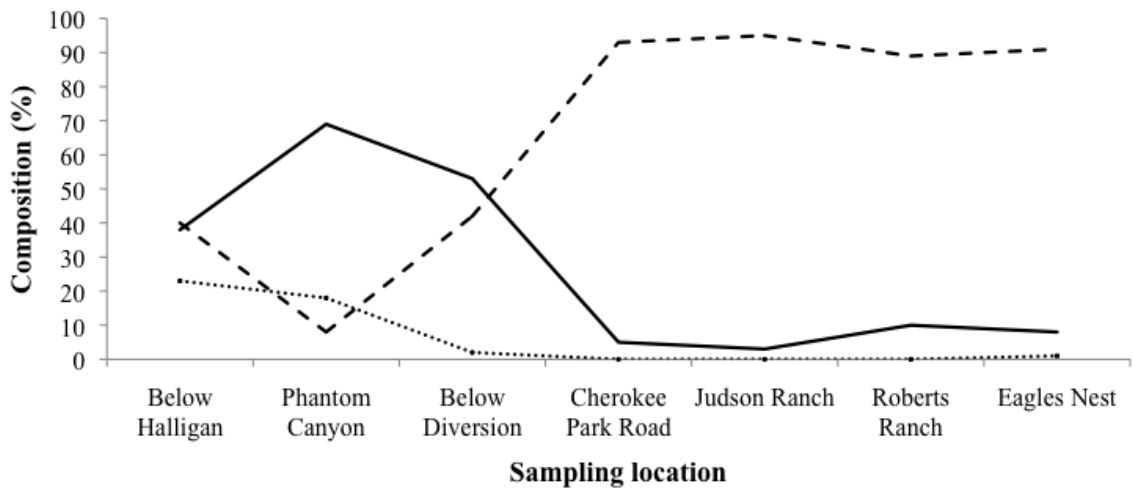 100
90
80
70
60
50
40
30
20
10
0
Composition (%)
Below
Halligan
Phantom
Canyon
Below
Diversion
Cherokee
Park Road
Judson Ranch
Roberts
Ranch
Eagles Nest
Sampling location